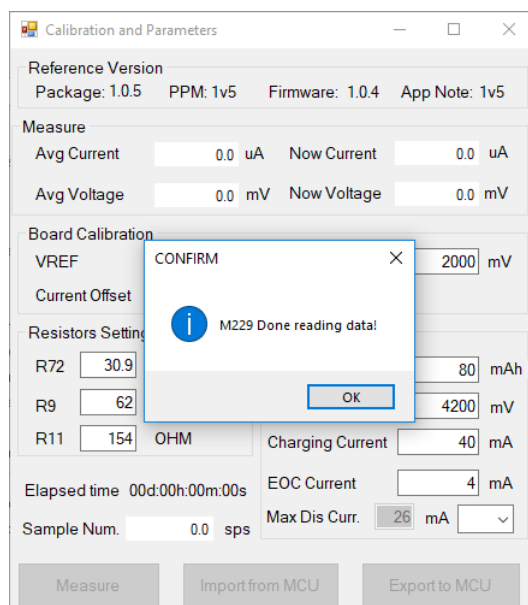 Calibration and Parameters
Reference Version
Package: 1.0.5 PPM: 1v5 Firmware: 1.0.4 App Note: 1v5
Measure
Avg Current 0.0 uA Now Current 0.0 uA
Avg Voltage 0.0 mV Now Voltage 0.0 mV
Board Calibration
VREF 2000 mV
Current Offset
CONFIRM
M229 Done reading data!
OK
Resistors Setting
R72 30.9 80 mAh
R9 62 4200 mV
R11 154 OHM Charging Current 40 mA
Elapsed time 00d:00h:00m:00s EOC Current 4 mA
Sample Num. 0.0 sps Max Dis Curr. 26 mA
Measure Import from MCU Export to MCU